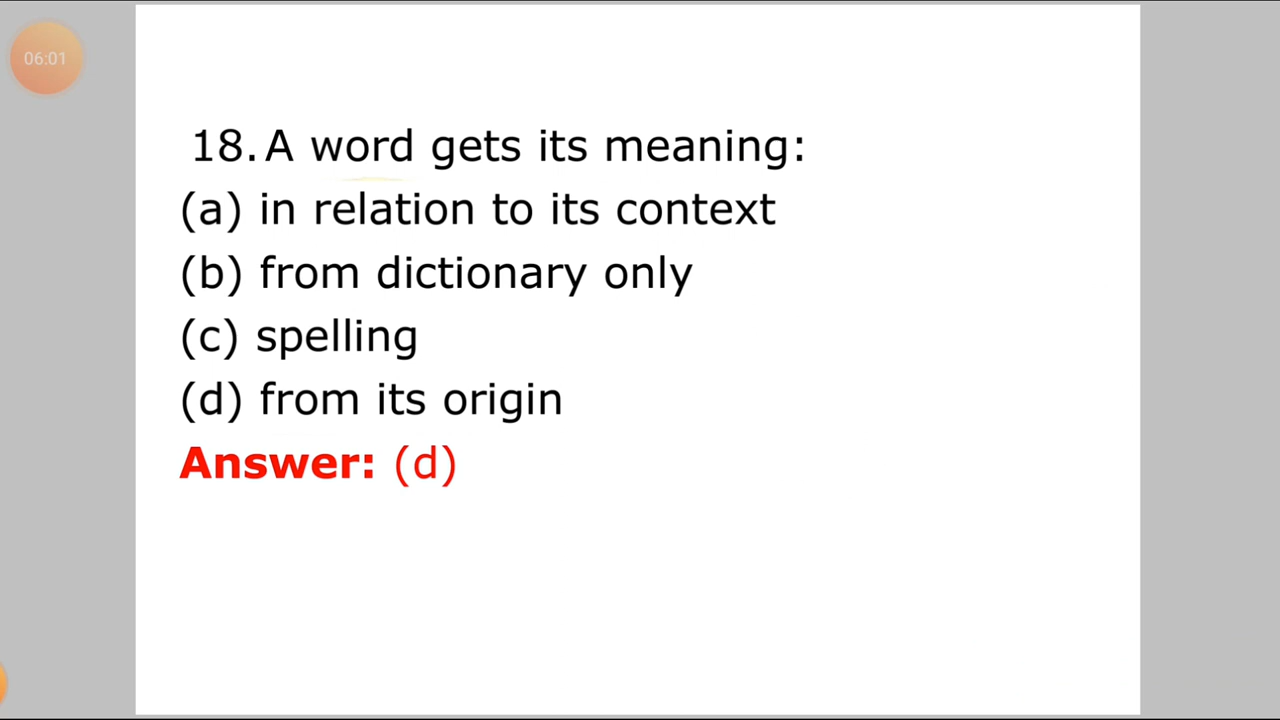 06:01
18. A word gets its meaning:
(a) in relation to its context
(b) from dictionary only
(c) spelling
(d) from its origin
Answer: (d)